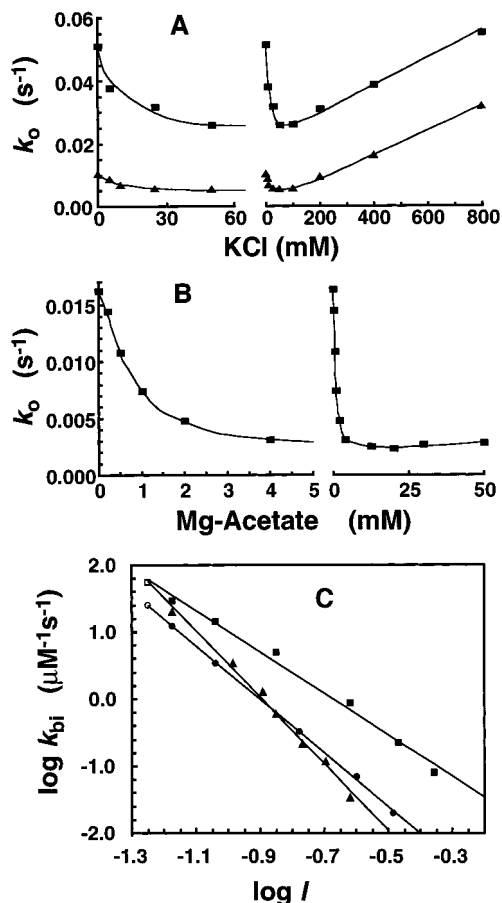 A
0.06
0.04
0.02
0.00
k₀ (s⁻¹)
0 30 60 0 200 400 600 800
KCl (mM)
B
0.015
0.010
0.005
0.000
k₀ (s⁻¹)
0 1 2 3 4 5 0 25 50
Mg-Acetate (mM)
C
2.0
1.0
0.0
-1.0
-2.0
log k_bi (μM⁻¹s⁻¹)
-1.3 -1.1 -0.9 -0.7 -0.5 -0.3
log I